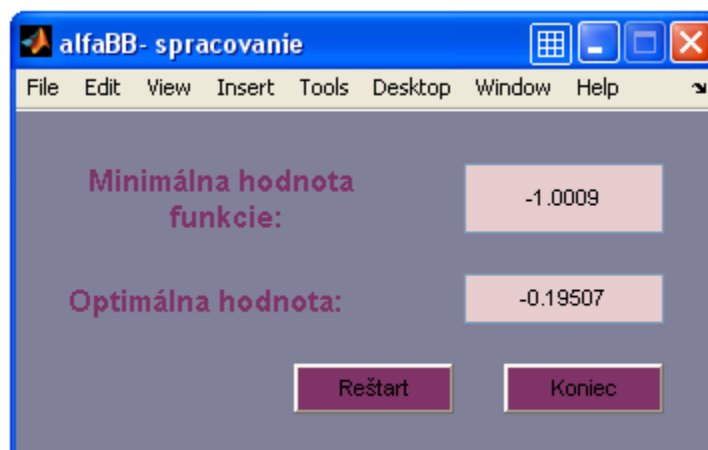 alfaBB- spracovanie
File Edit View Insert Tools Desktop Window Help
Minimálna hodnota
funkcie:
-1.0009
Optimálna hodnota:
-0.19507
Reštart
Koniec